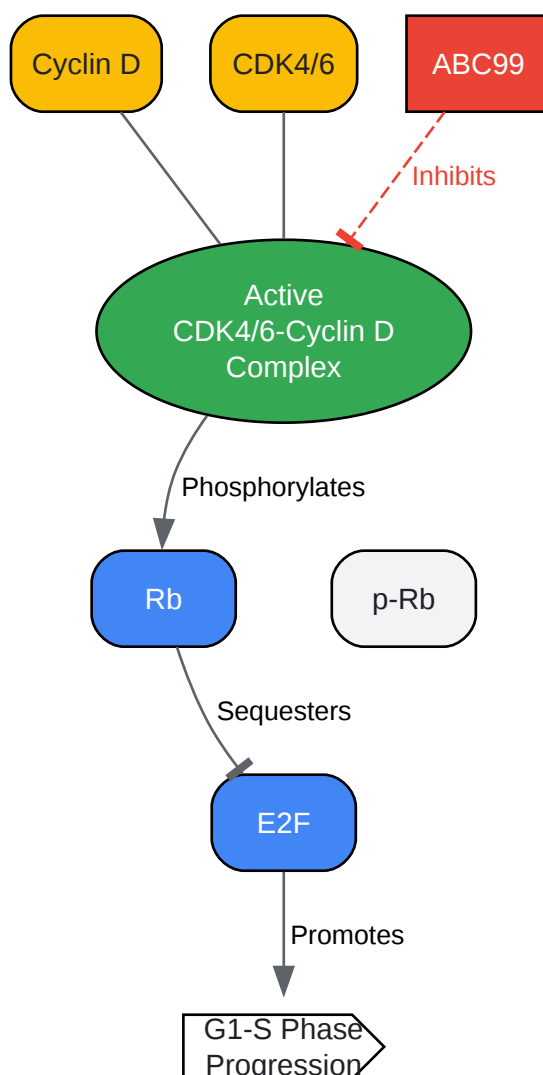 Cyclin D
CDK4/6
ABC99
Inhibits
Active
CDK4/6-Cyclin D
Complex
Phosphorylates
Rb
p-Rb
Sequesters
E2F
Promotes
G1-S Phase
Progression